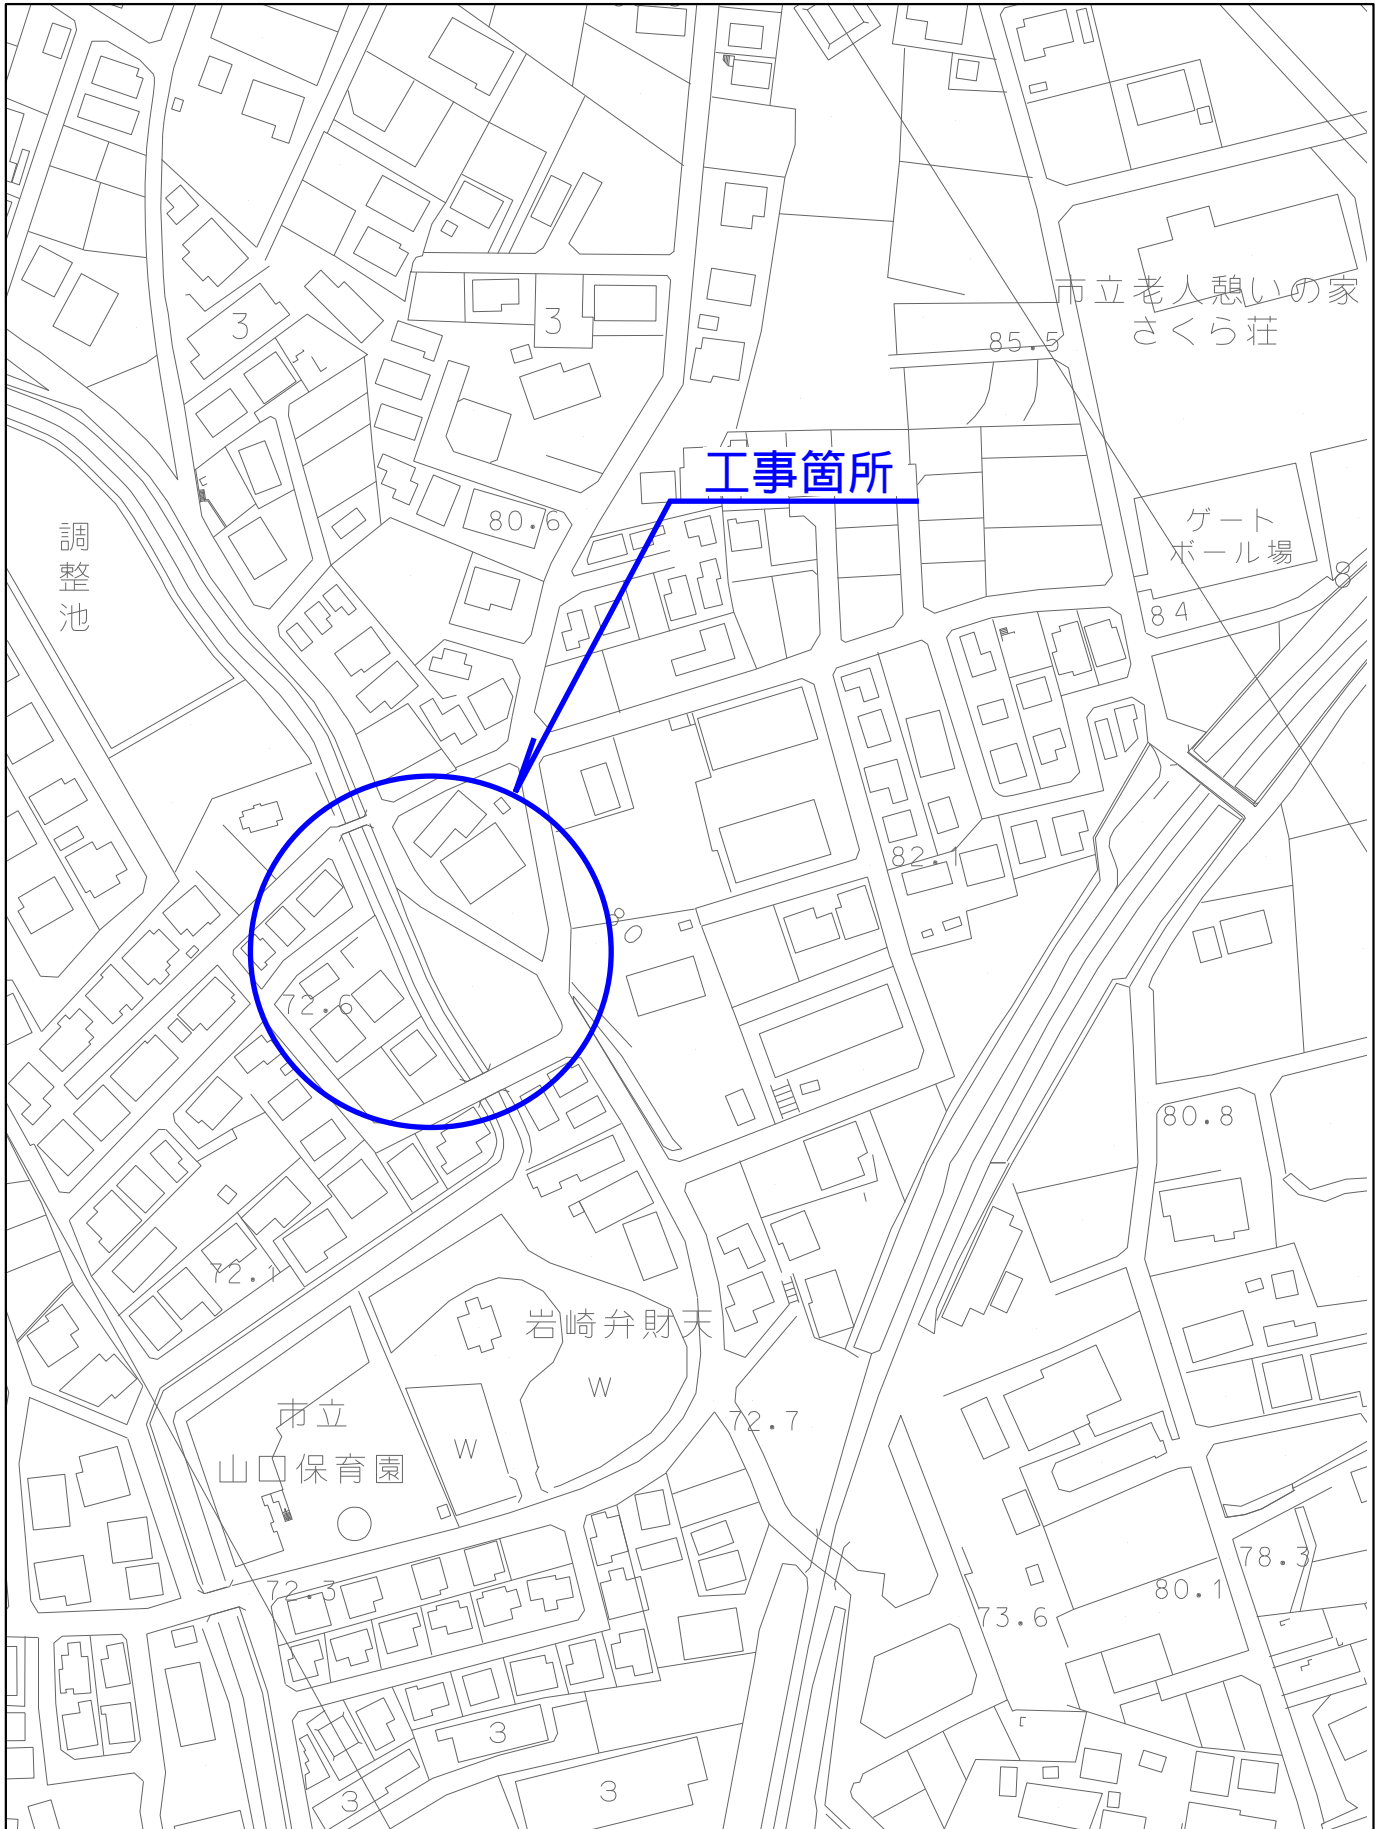 市立老人憩いの家
さくら荘
3
3
85.5
工事箇所
80.6
ゲート
ボール場
調
整
池
84
82.1
72.6
80.8
72.1
岩崎弁財天
W
市立
山口保育園
W
72.7
72.3
78.3
80.1
73.6
3
3
3